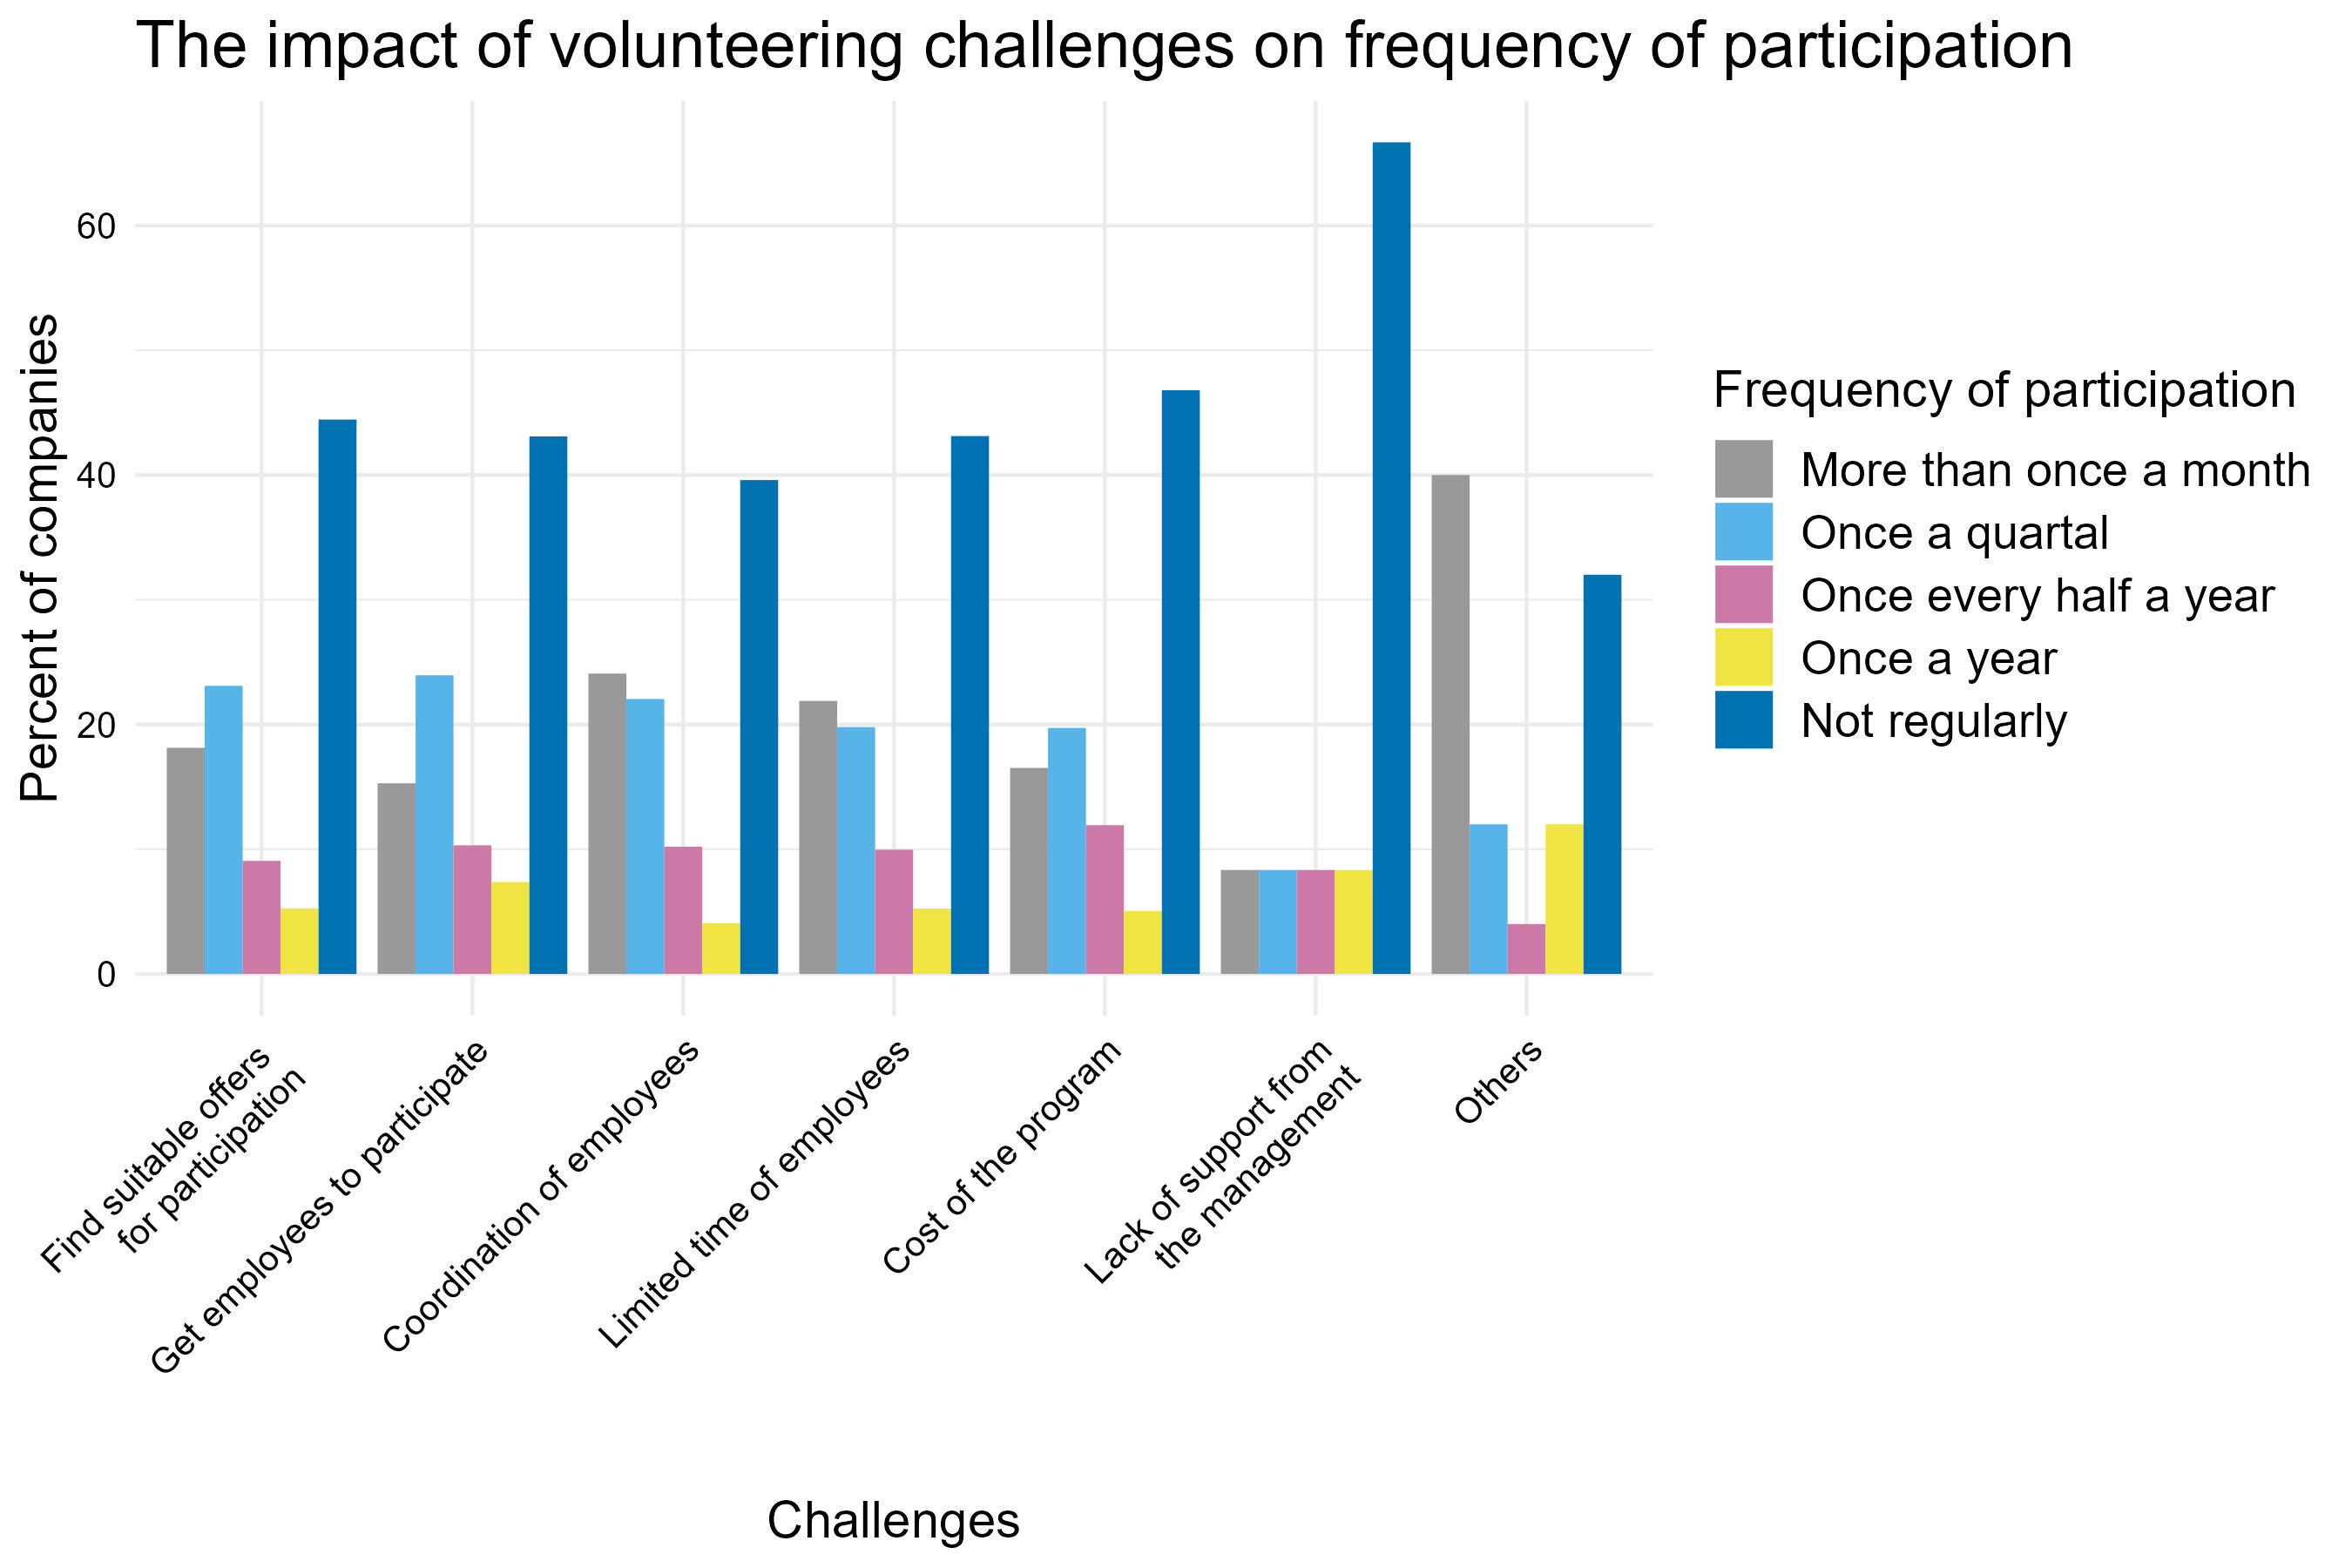 The impact of volunteering challenges on frequency of participation
Percent of companies
60
40
20
0
Find suitable offers
for participation
Get employees to participate
Coordination of employees
Limited time of employees
Cost of the program
Lack of support from
the management
Others
Challenges
Frequency of participation
More than once a month
Once a quartal
Once every half a year
Once a year
Not regularly